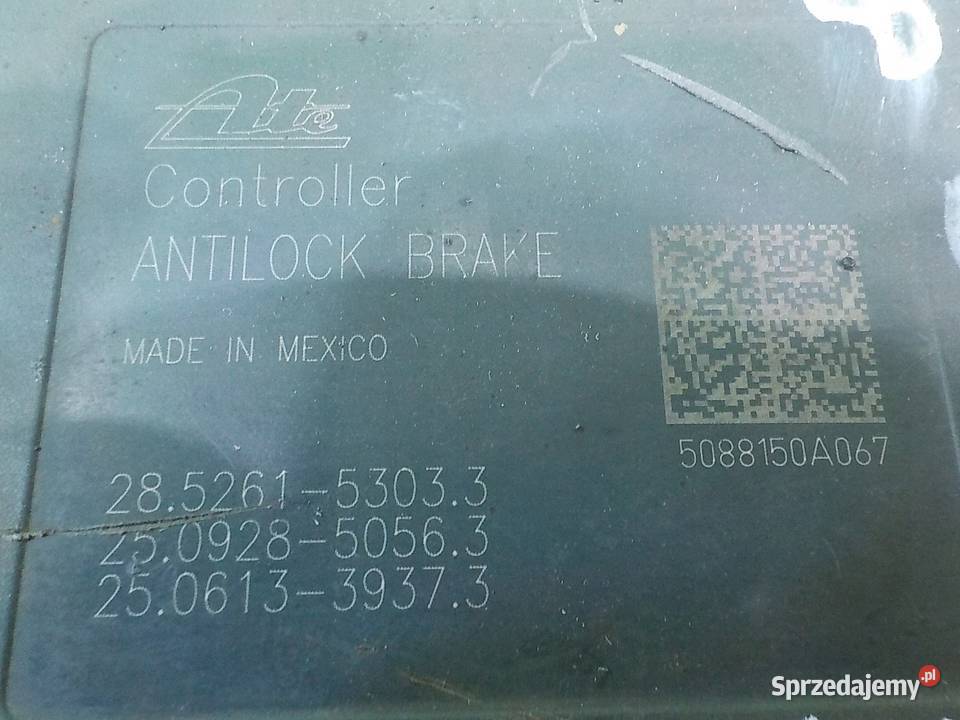 Ate
Controller
ANTILOCK BRAKE
MADE IN MEXICO
5088150A067
28.5261-5303.3
25.0928-5056.3
25.0613-3937.3
Sprzedajemy.pl